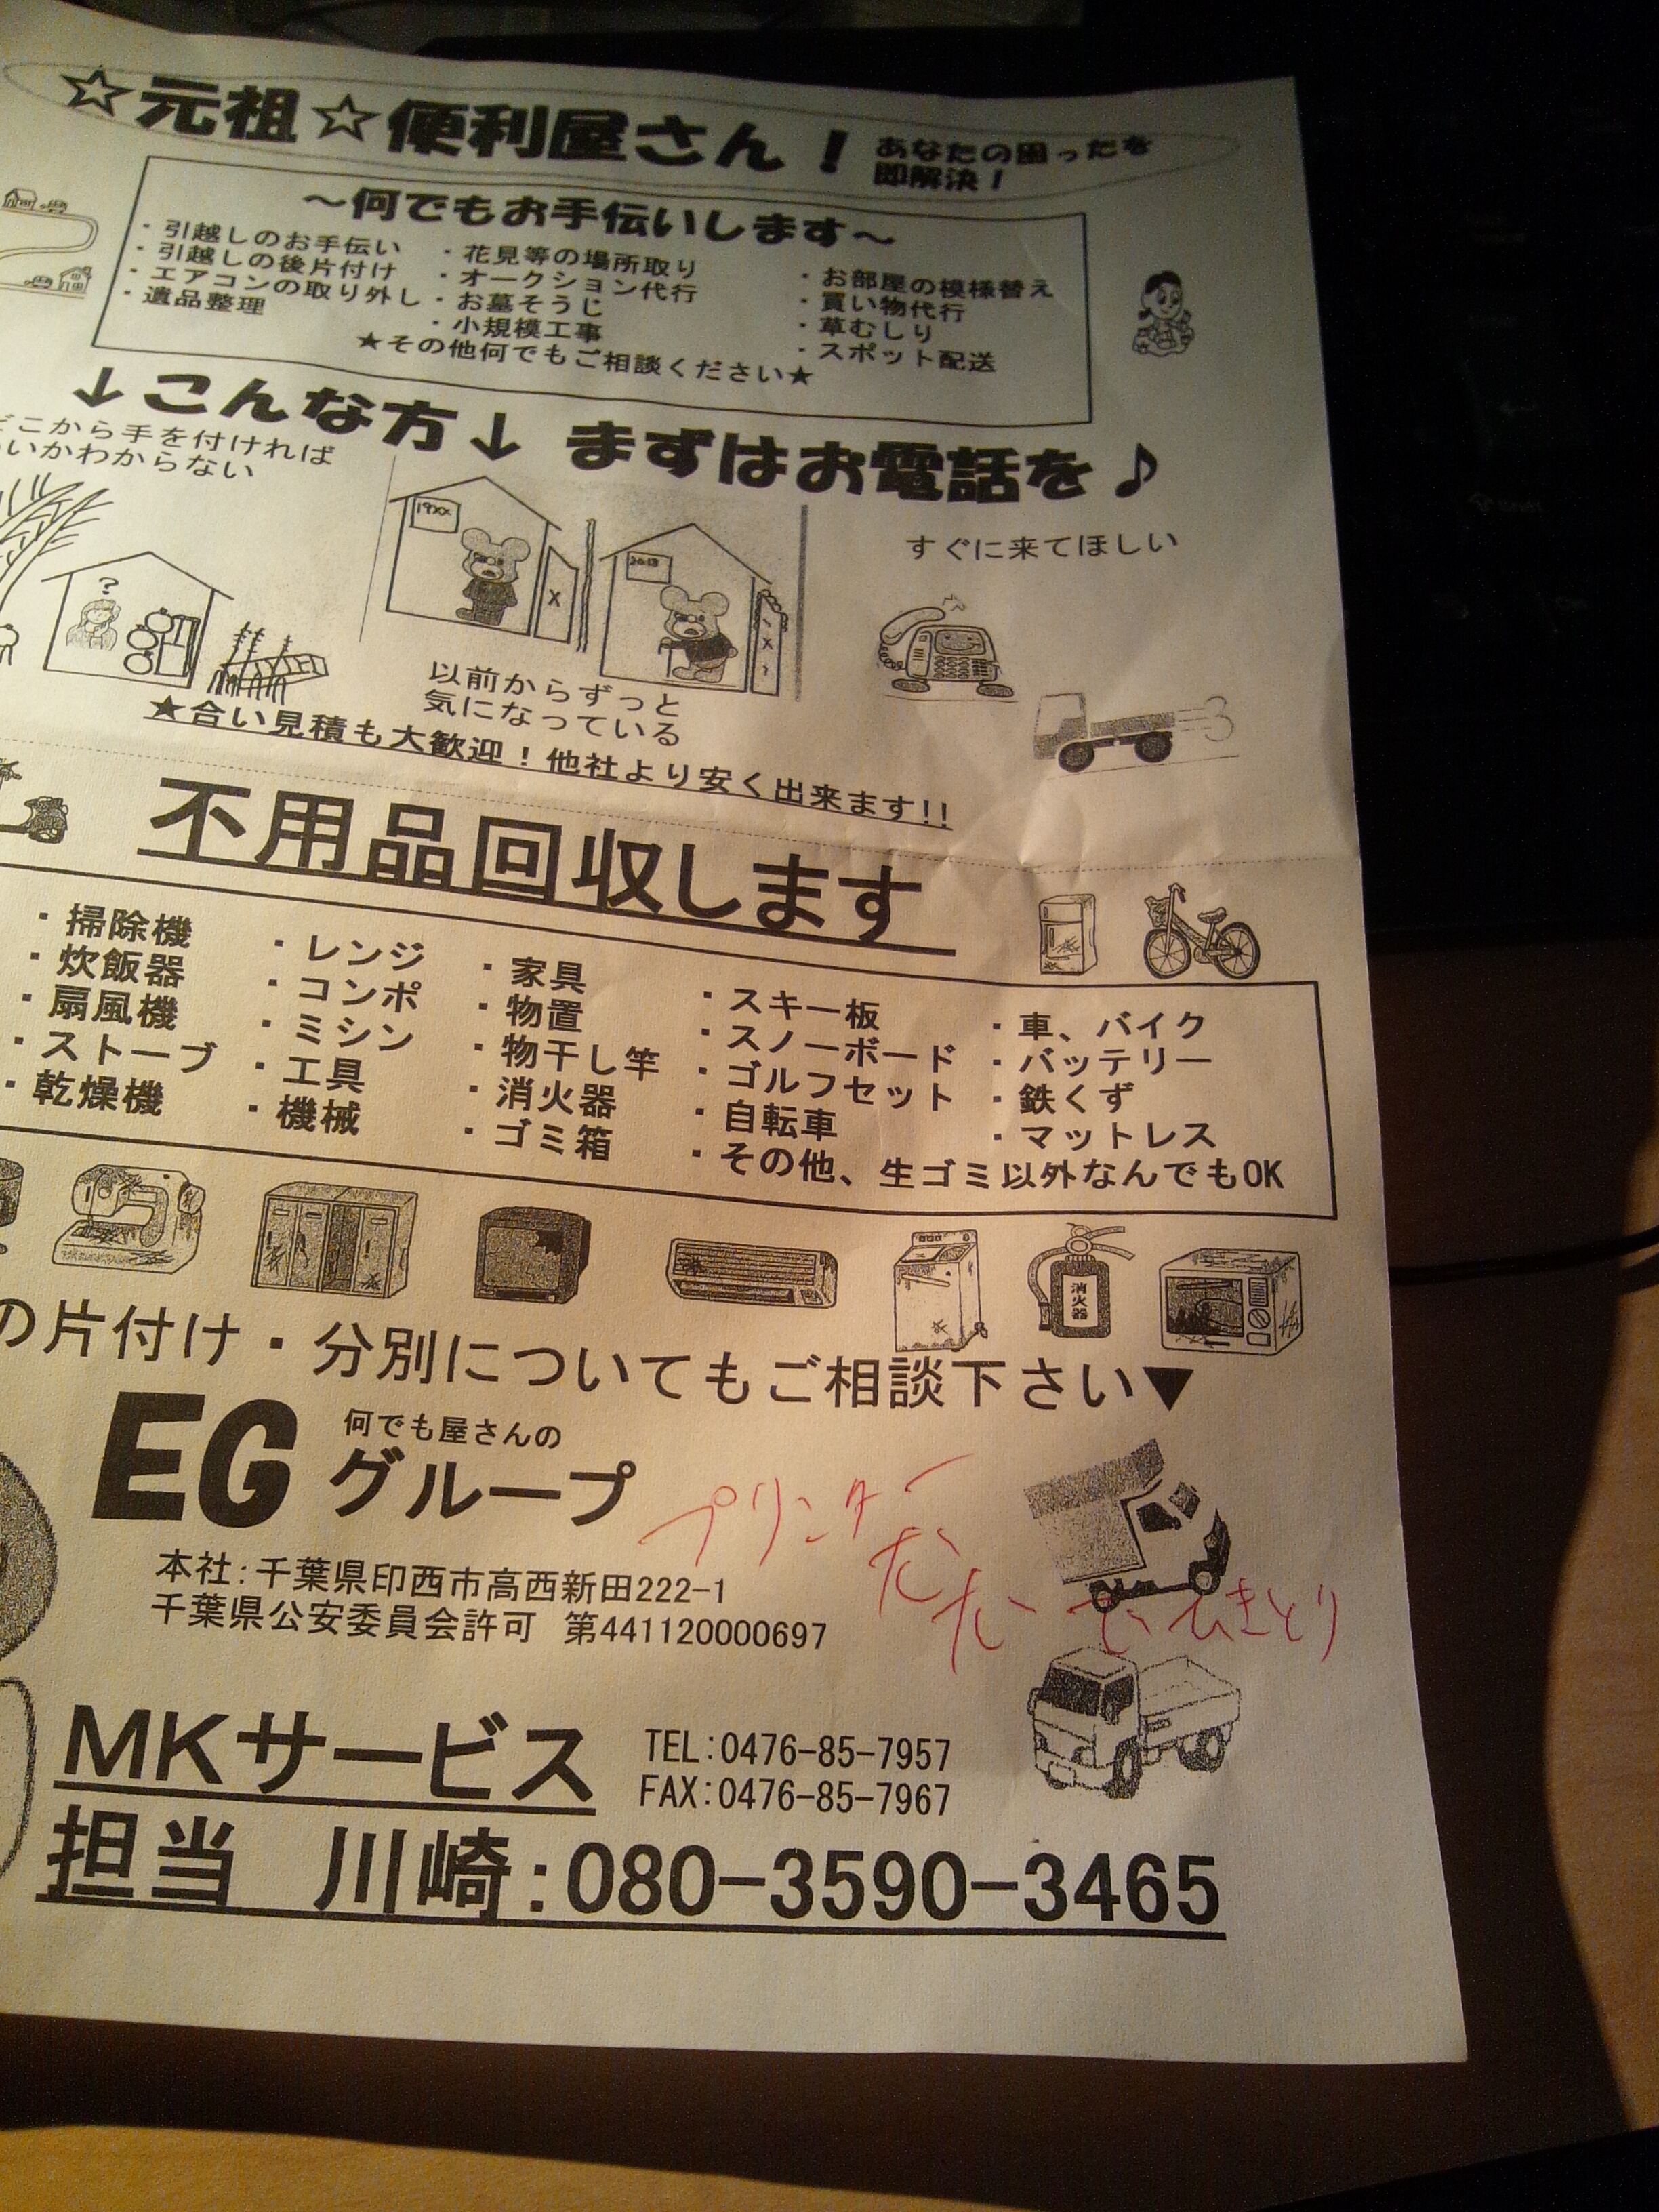 ☆元祖☆便利屋さん！
あなたの困ったを
即解決！
～何でもお手伝いします～
・引越しのお手伝い
・引越しの後片付け
・エアコンの取り外し
・遺品整理
・花見等の場所取り
・オークション代行
・お墓そうじ
・小規模工事
・お部屋の模様替え
・買い物代行
・草むしり
・スポット配送
★その他何でもご相談ください★
↓こんな方↓ まずはお電話を♪
どこから手を付ければ
いいかわからない
19XX
?
以前からずっと
気になっている
すぐに来てほしい
★合い見積も大歓迎！他社より安く出来ます!!
不用品回収します
・掃除機
・炊飯器
・扇風機
・ストーブ
・乾燥機
・レンジ
・コンポ
・ミシン
・工具
・機械
・家具
・物置
・物干し竿
・消火器
・ゴミ箱
・スキー板
・スノーボード
・ゴルフセット
・自転車
・その他、生ゴミ以外なんでもOK
・車、バイク
・バッテリー
・鉄くず
・マットレス
消火器
の片付け・分別についてもご相談下さい▼
EG 何でも屋さんの
グループ
プリンター
ただでひきとり
本社：千葉県印西市高西新田222-1
千葉県公安委員会許可 第441120000697
MKサービス
TEL：0476-85-7957
FAX：0476-85-7967
担当 川崎：080-3590-3465